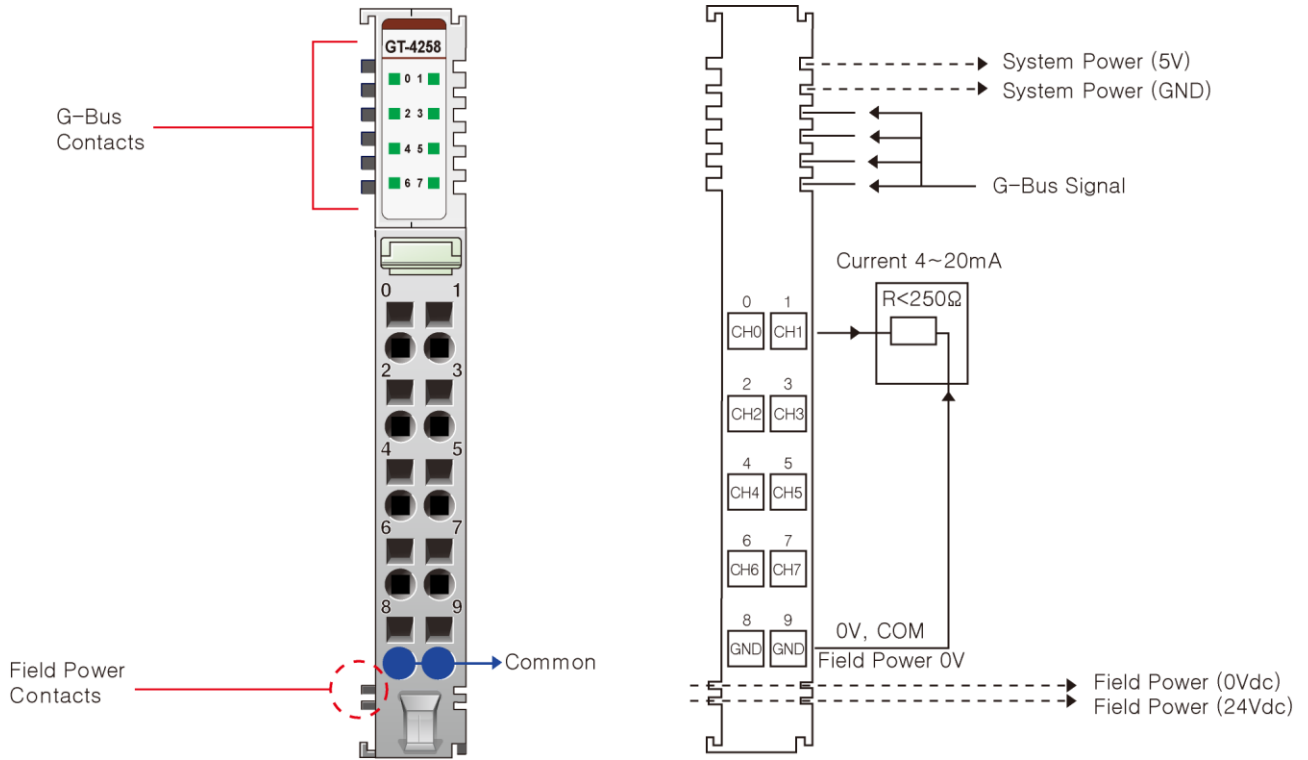 GT-4258
0 1
2 3
4 5
6 7
G-Bus
Contacts
0 1
2 3
4 5
6 7
8 9
Common
Field Power
Contacts
System Power (5V)
System Power (GND)
G-Bus Signal
Current 4~20mA
R<250Ω
0 1
CH0 CH1
2 3
CH2 CH3
4 5
CH4 CH5
6 7
CH6 CH7
8 9
GND GND
0V, COM
Field Power 0V
Field Power (0Vdc)
Field Power (24Vdc)